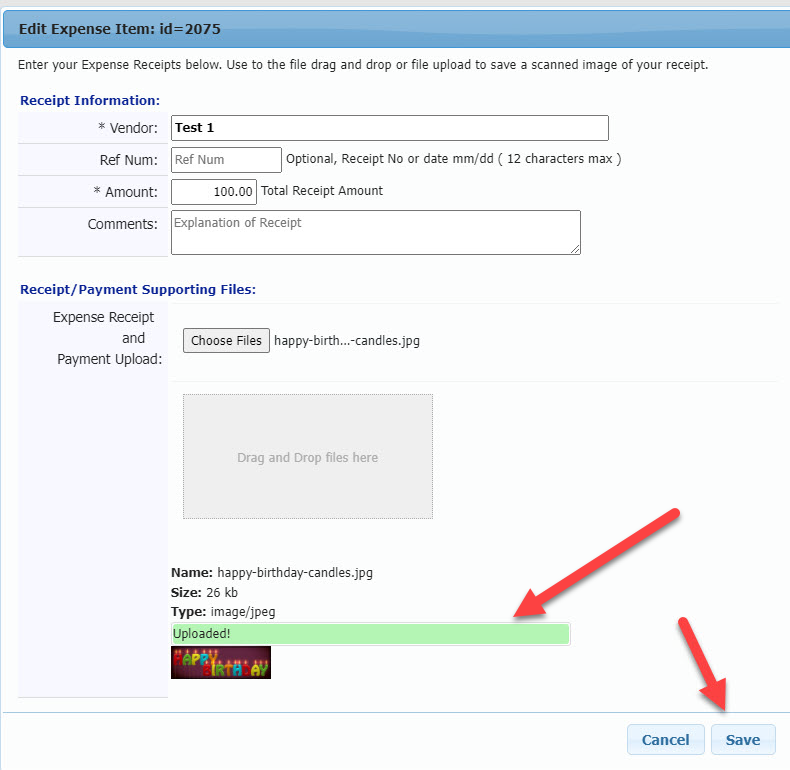 Edit Expense Item: id=2075
Enter your Expense Receipts below. Use to the file drag and drop or file upload to save a scanned image of your receipt.
Receipt Information:
* Vendor: Test 1
Ref Num: Ref Num Optional, Receipt No or date mm/dd ( 12 characters max )
* Amount: 100.00 Total Receipt Amount
Comments: Explanation of Receipt
Receipt/Payment Supporting Files:
Expense Receipt
and
Payment Upload:
Choose Files happy-birth...-candles.jpg
Drag and Drop files here
Name: happy-birthday-candles.jpg
Size: 26 kb
Type: image/jpeg
Uploaded!
HAPPY
BIRTHDAY
Cancel Save